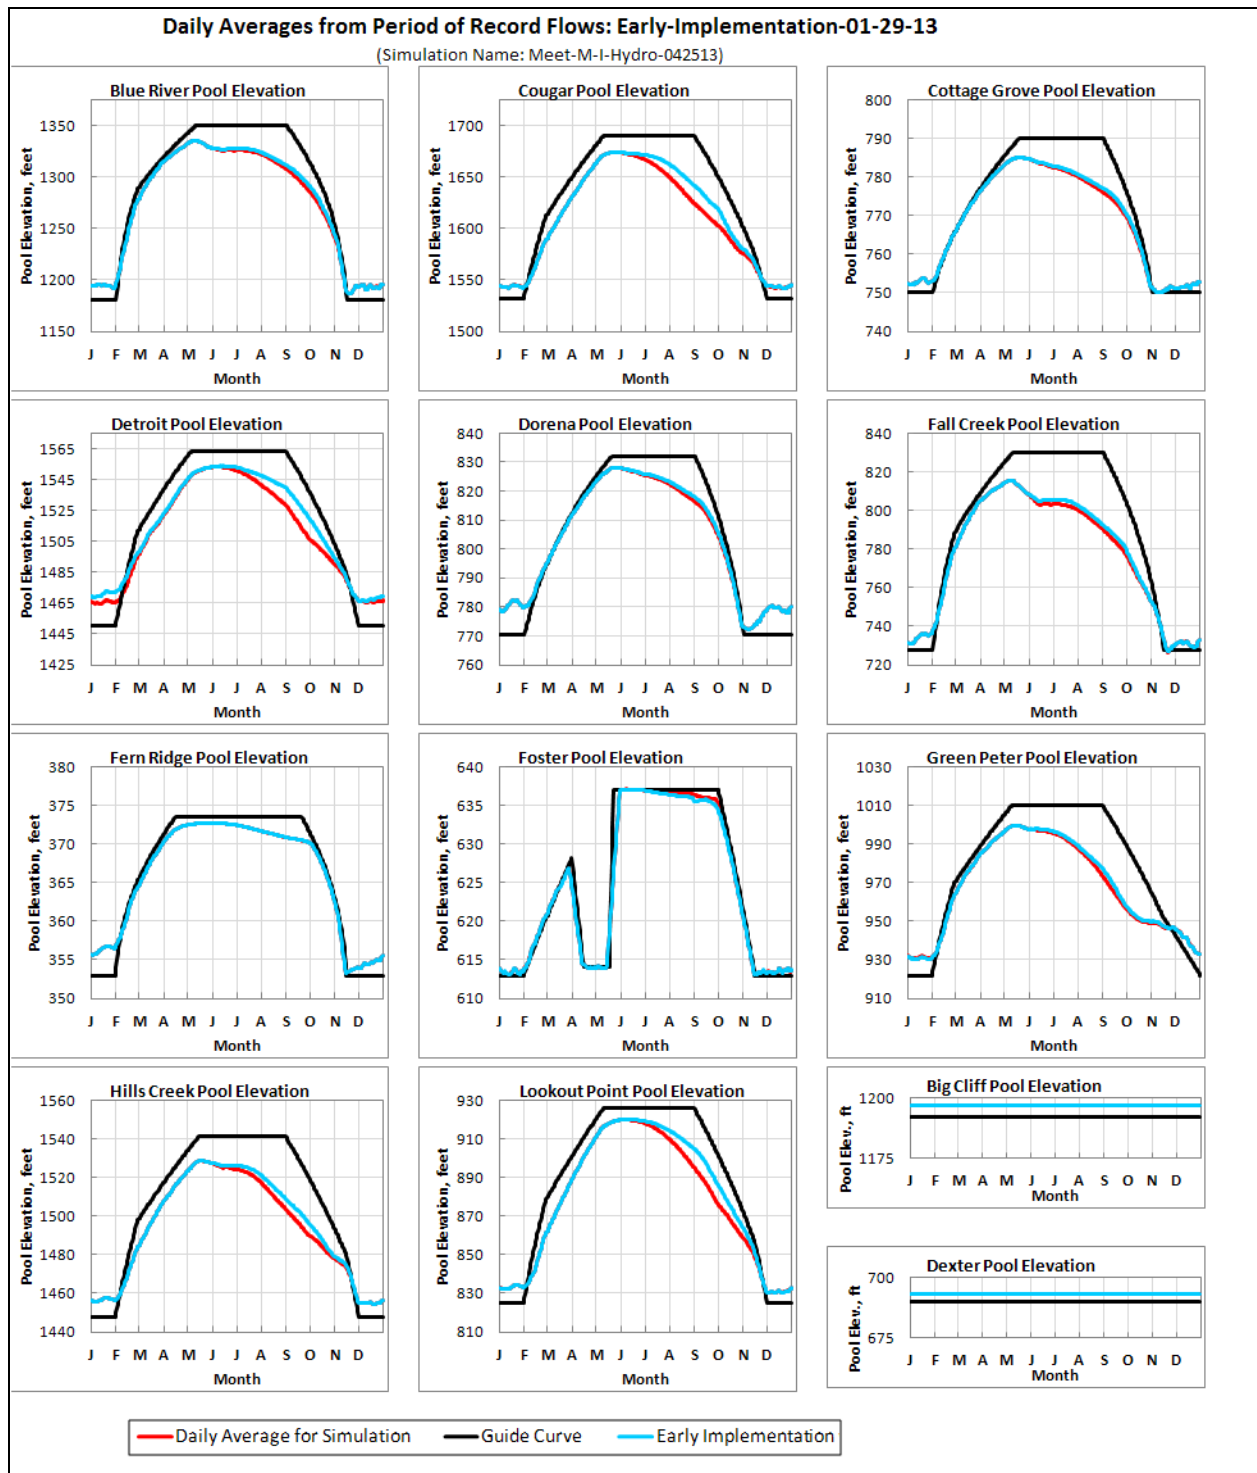 Daily Averages from Period of Record Flows: Early-Implementation-01-29-13
(Simulation Name: Meet-M-I-Hydro-042513)
Blue River Pool Elevation
Pool Elevation, feet
1350
1300
1250
1200
1150
J F M A M J J A S O N D
Month
Cougar Pool Elevation
Pool Elevation, feet
1700
1650
1600
1550
1500
J F M A M J J A S O N D
Month
Cottage Grove Pool Elevation
Pool Elevation, feet
800
790
780
770
760
750
740
J F M A M J J A S O N D
Month
Detroit Pool Elevation
Pool Elevation, feet
1565
1545
1525
1505
1485
1465
1445
1425
J F M A M J J A S O N D
Month
Dorena Pool Elevation
Pool Elevation, feet
840
830
820
810
800
790
780
770
760
J F M A M J J A S O N D
Month
Fall Creek Pool Elevation
Pool Elevation, feet
840
820
800
780
760
740
720
J F M A M J J A S O N D
Month
Fern Ridge Pool Elevation
Pool Elevation, feet
380
375
370
365
360
355
350
J F M A M J J A S O N D
Month
Foster Pool Elevation
Pool Elevation, feet
640
635
630
625
620
615
610
J F M A M J J A S O N D
Month
Green Peter Pool Elevation
Pool Elevation, feet
1030
1010
990
970
950
930
910
J F M A M J J A S O N D
Month
Hills Creek Pool Elevation
Pool Elevation, feet
1560
1540
1520
1500
1480
1460
1440
J F M A M J J A S O N D
Month
Lookout Point Pool Elevation
Pool Elevation, feet
930
910
890
870
850
830
810
J F M A M J J A S O N D
Month
Big Cliff Pool Elevation
Pool Elev., ft
1200
1175
J F M A M J J A S O N D
Month
Dexter Pool Elevation
Pool Elev., ft
700
675
J F M A M J J A S O N D
Month
Daily Average for Simulation
Guide Curve
Early Implementation